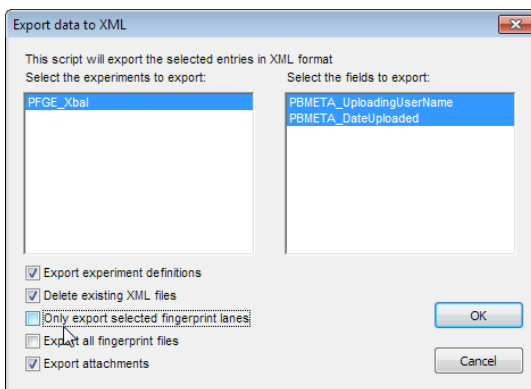 Export data to XML
This script will export the selected entries in XML format
Select the experiments to export:
Select the fields to export:
PFGE_XbaI
PBMETA_UploadingUserName
PBMETA_DateUploaded
Export experiment definitions
Delete existing XML files
Only export selected fingerprint lanes
Export all fingerprint files
Export attachments
OK
Cancel